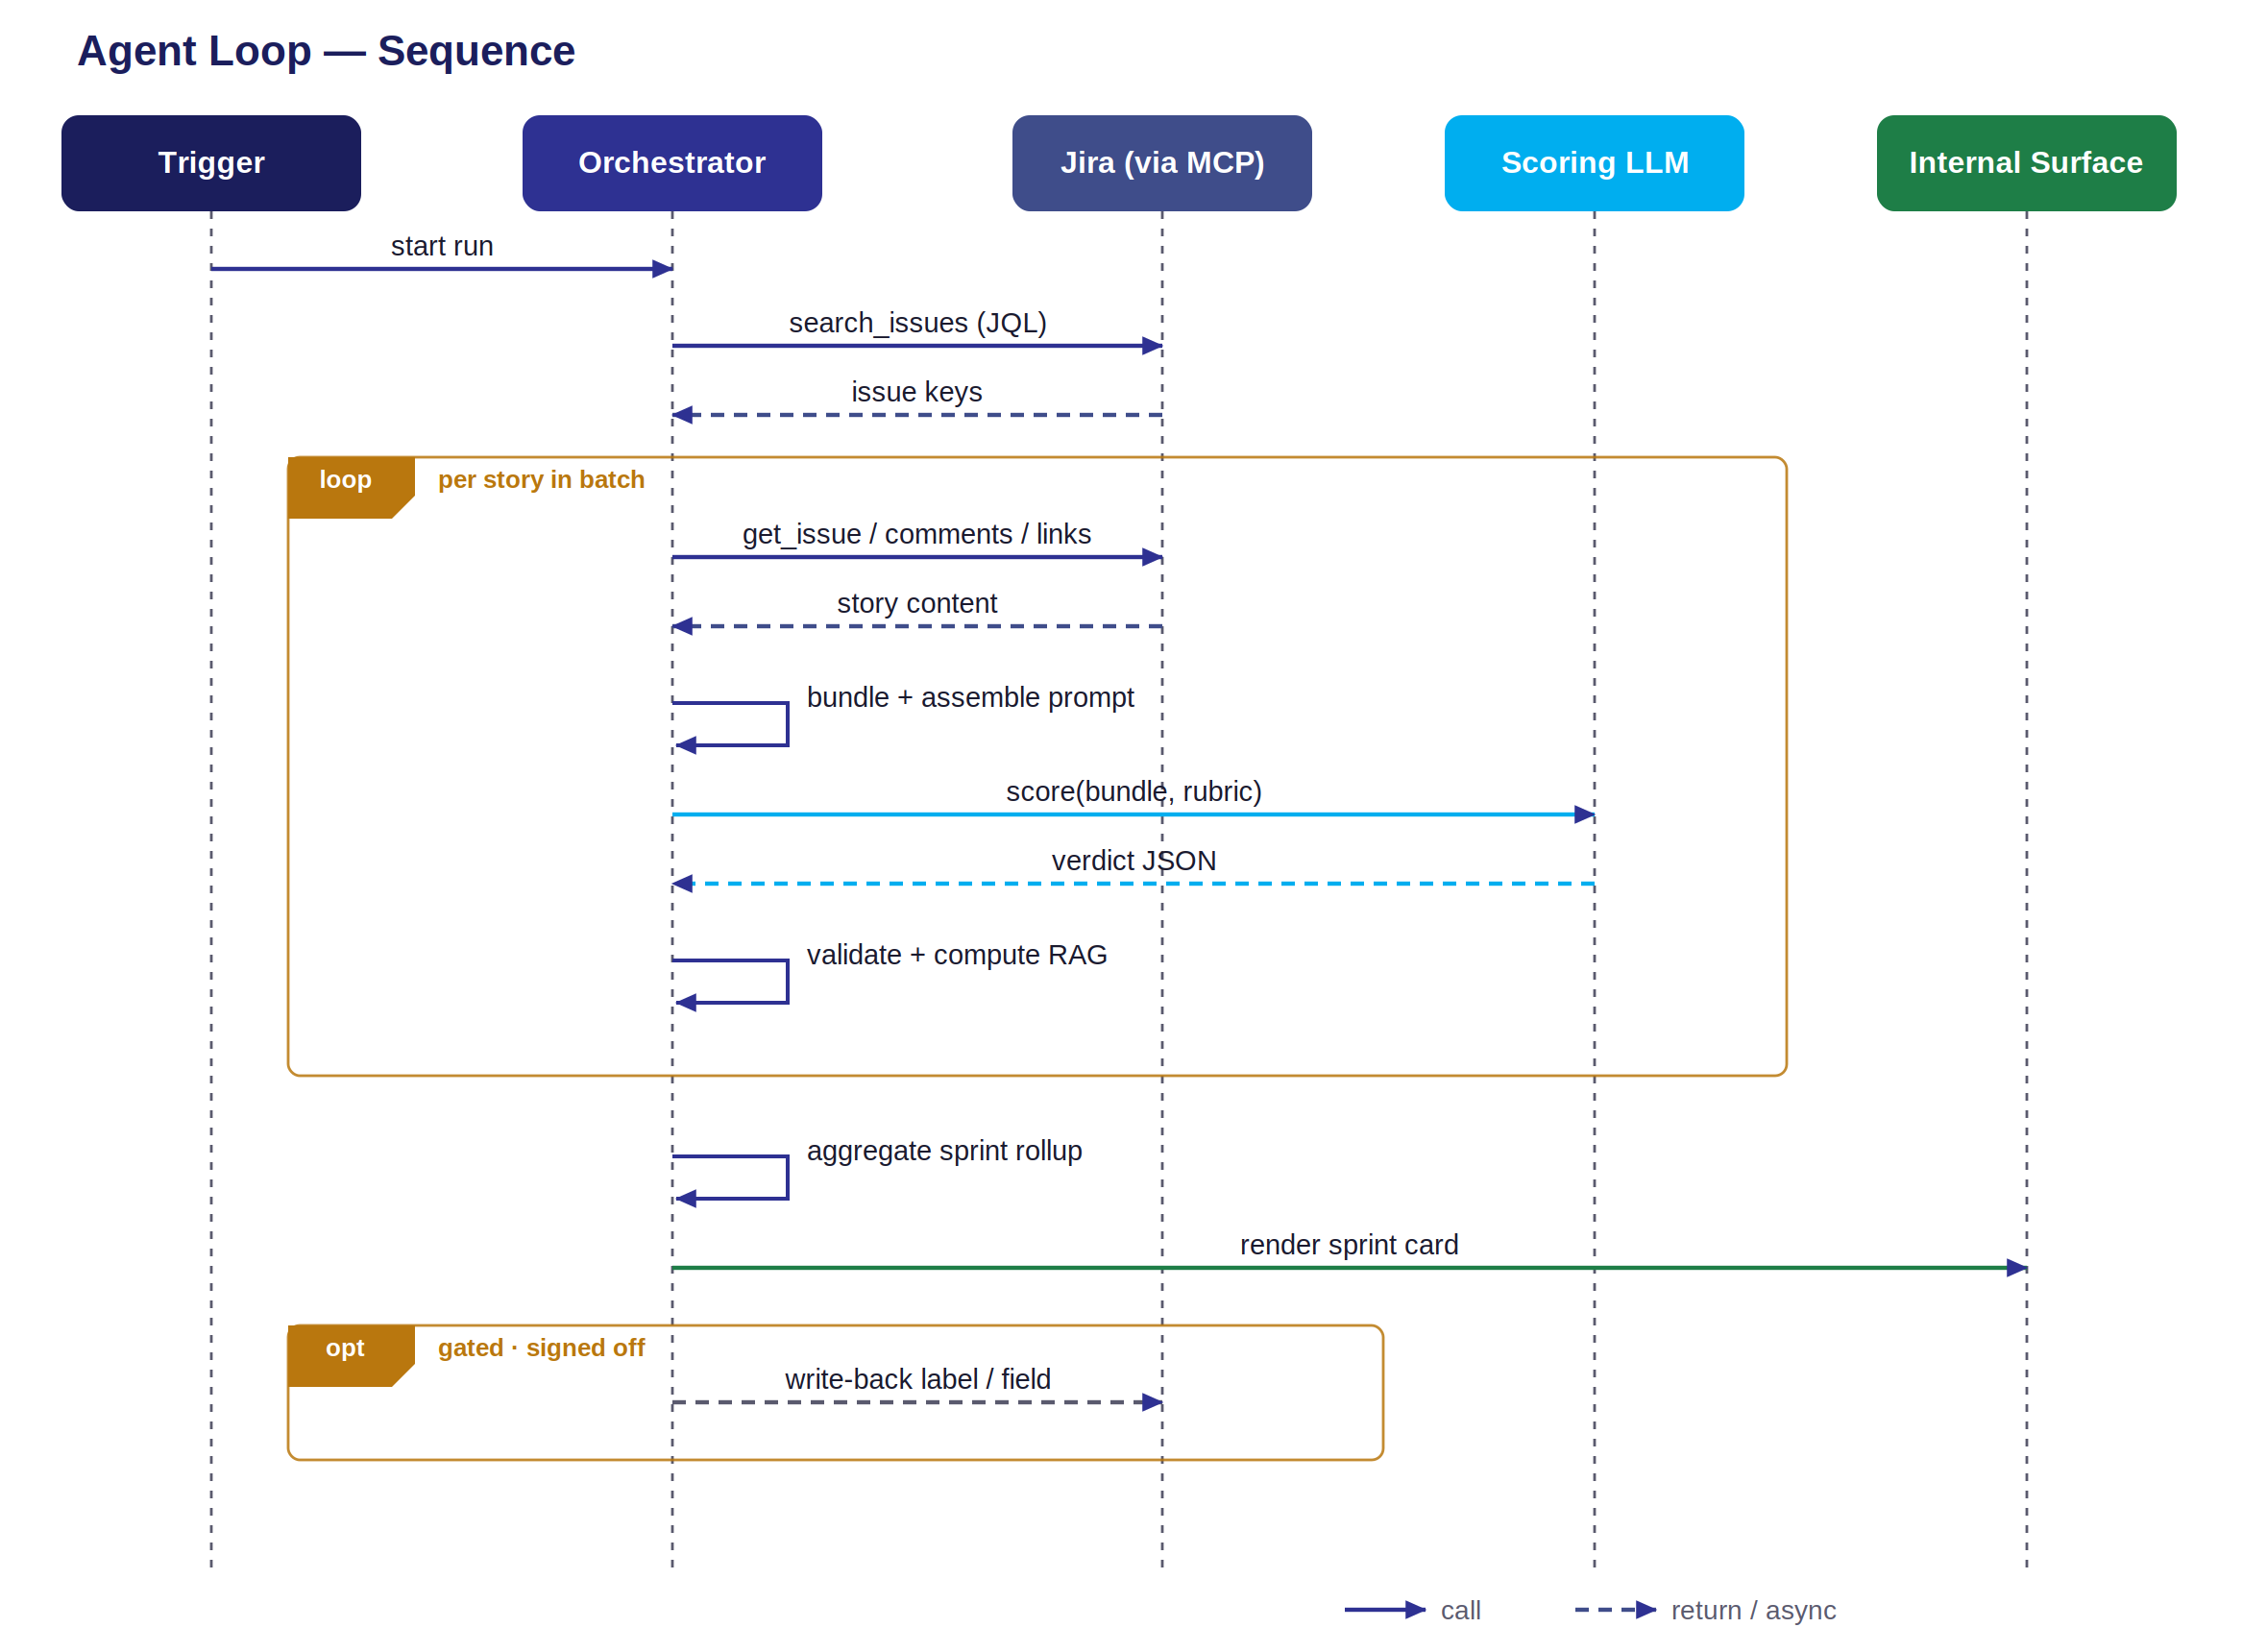 Agent Loop — Sequence
Trigger
Orchestrator
Jira (via MCP)
Scoring LLM
Internal Surface
start run
search_issues (JQL)
issue keys
loop
per story in batch
get_issue / comments / links
story content
bundle + assemble prompt
score(bundle, rubric)
verdict JSON
validate + compute RAG
aggregate sprint rollup
render sprint card
opt
gated · signed off
write-back label / field
call
return / async